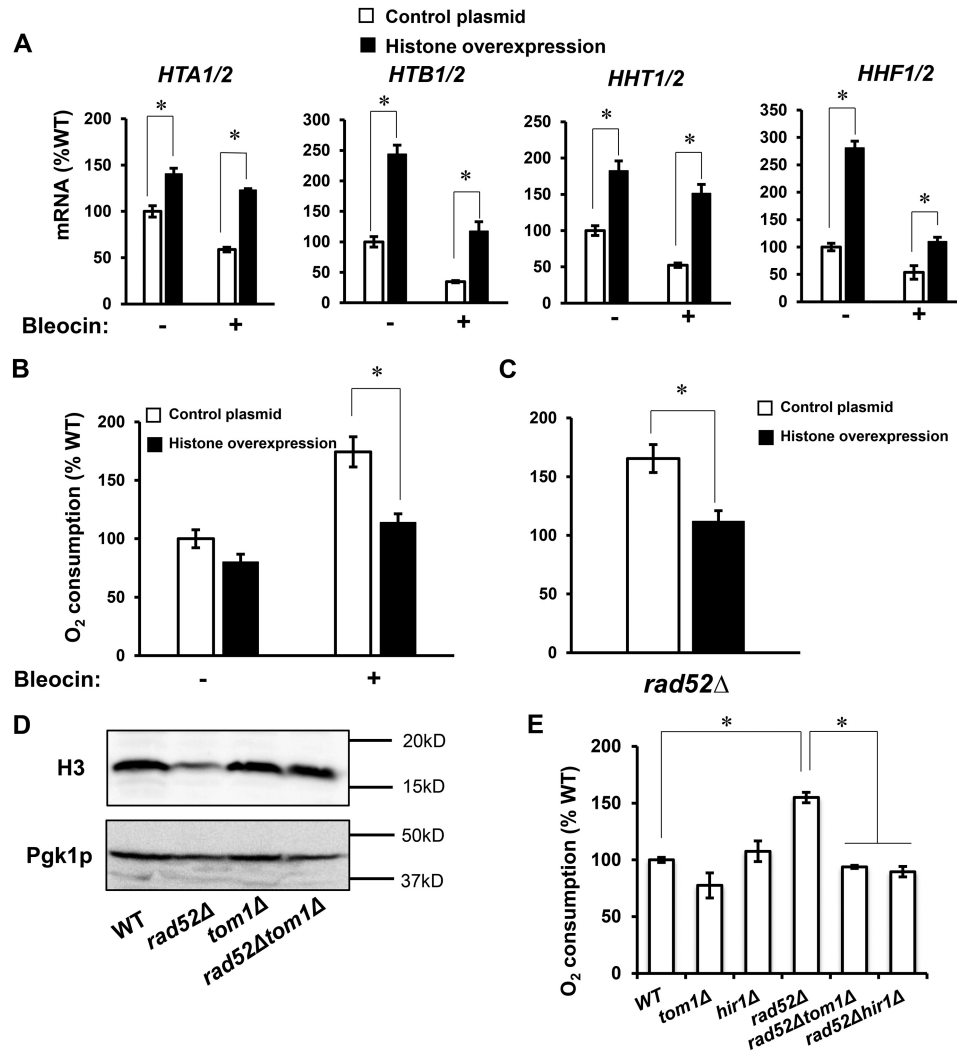 Control plasmid
Histone overexpression
A
HTA1/2
HTB1/2
HHT1/2
HHF1/2
mRNA (%WT)
200
150
100
50
0
*
*
300
250
200
150
100
50
0
*
*
250
200
150
100
50
0
*
*
350
300
250
200
150
100
50
0
*
*
Bleocin:
-
+
-
+
-
+
-
+
B
O2 consumption (% WT)
200
150
100
50
0
Control plasmid
Histone overexpression
*
Bleocin:
-
+
C
200
150
100
50
0
*
Control plasmid
Histone overexpression
rad52Δ
D
H3
20kD
15kD
Pgk1p
50kD
37kD
WT
rad52Δ
tom1Δ
rad52Δtom1Δ
E
O2 consumption (% WT)
200
150
100
50
0
*
*
WT
tom1Δ
hir1Δ
rad52Δ
rad52Δtom1Δ
rad52Δhir1Δ